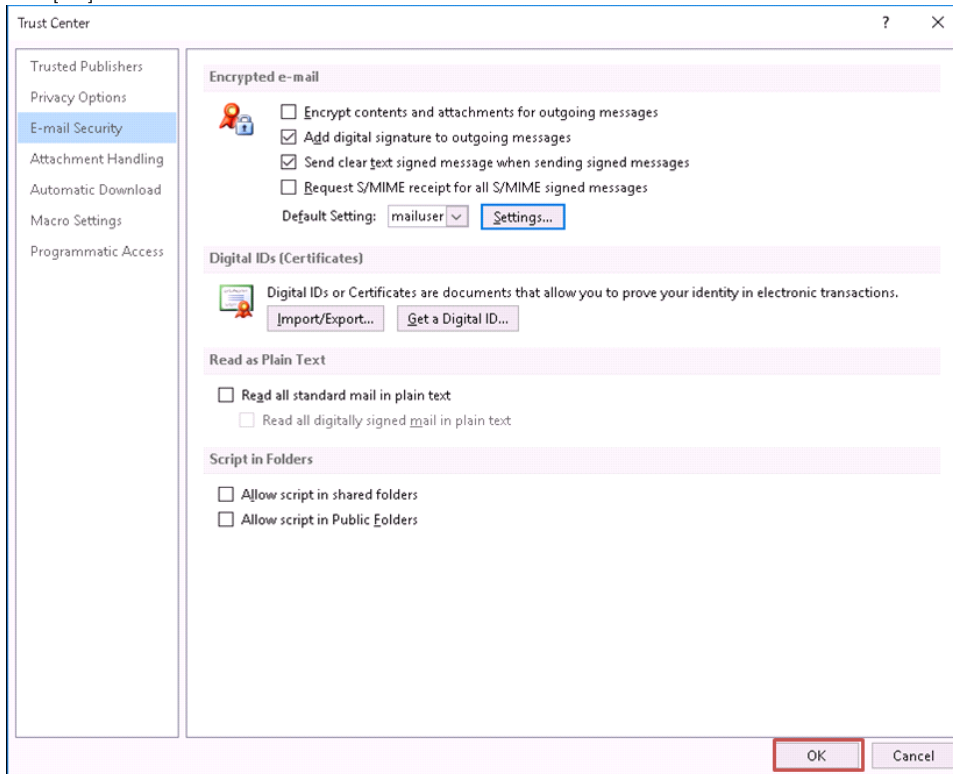 Trust Center
Trusted Publishers
Privacy Options
E-mail Security
Attachment Handling
Automatic Download
Macro Settings
Programmatic Access
Encrypted e-mail
Encrypt contents and attachments for outgoing messages
Add digital signature to outgoing messages
Send clear text signed message when sending signed messages
Request S/MIME receipt for all S/MIME signed messages
Default Setting: mailuser Settings...
Digital IDs (Certificates)
Digital IDs or Certificates are documents that allow you to prove your identity in electronic transactions.
Import/Export... Get a Digital ID...
Read as Plain Text
Read all standard mail in plain text
Read all digitally signed mail in plain text
Script in Folders
Allow script in shared folders
Allow script in Public Folders
OK Cancel